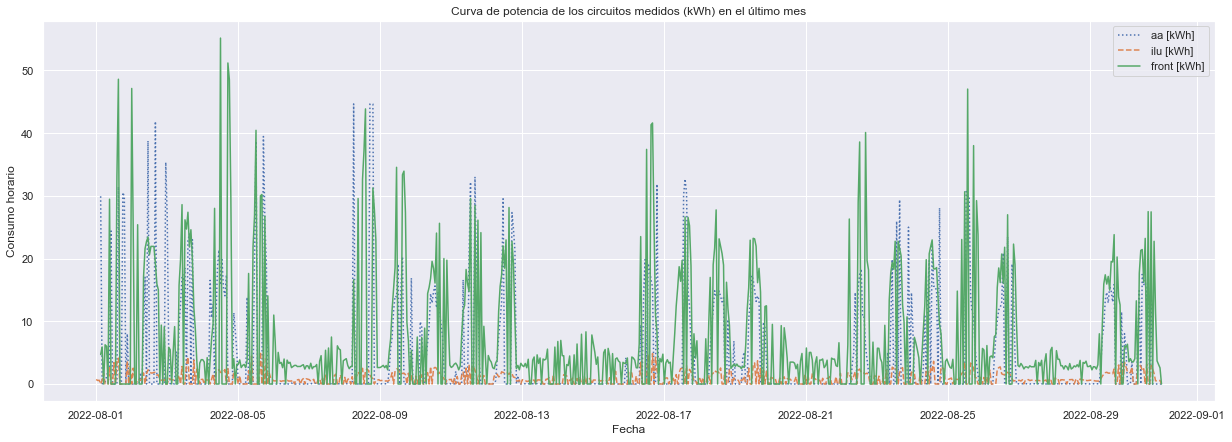 Curva de potencia de los circuitos medidos (kWh) en el último mes
aa [kWh]
ilu [kWh]
front [kWh]
Consumo horario
50
40
30
20
10
0
2022-08-01
2022-08-05
2022-08-09
2022-08-13
2022-08-17
2022-08-21
2022-08-25
2022-08-29
2022-09-01
Fecha